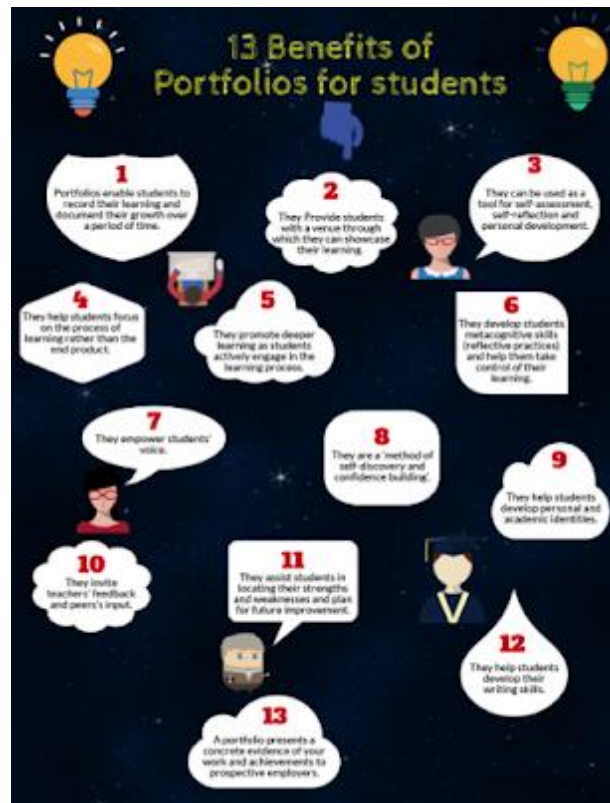 13 Benefits of
Portfolios for students
1
Portfolios enable students to
record their learning and
document their growth over
a period of time.
2
They Provide students
with a venue through
which they can showcase
their learning.
3
They can be used as a
tool for self-assessment,
self-reflection and
personal development.
4
They help students focus
on the process of
learning rather than the
end product.
5
They promote deeper
learning as students
actively engage in the
learning process.
6
They develop students
metacognitive skills
(reflective practices)
and help them take
control of their
learning.
7
They empower students'
voice.
8
They are a 'method of
self-discovery and
confidence building'.
9
They help students
develop personal and
academic identities.
10
They invite
teachers' feedback
and peers's input.
11
They assist students in
locating their strengths
and weaknesses and plan
for future improvement.
12
They help students
develop their
writing skills.
13
A portfolio presents a
concrete evidence of your
work and achievements to
prospective employers.